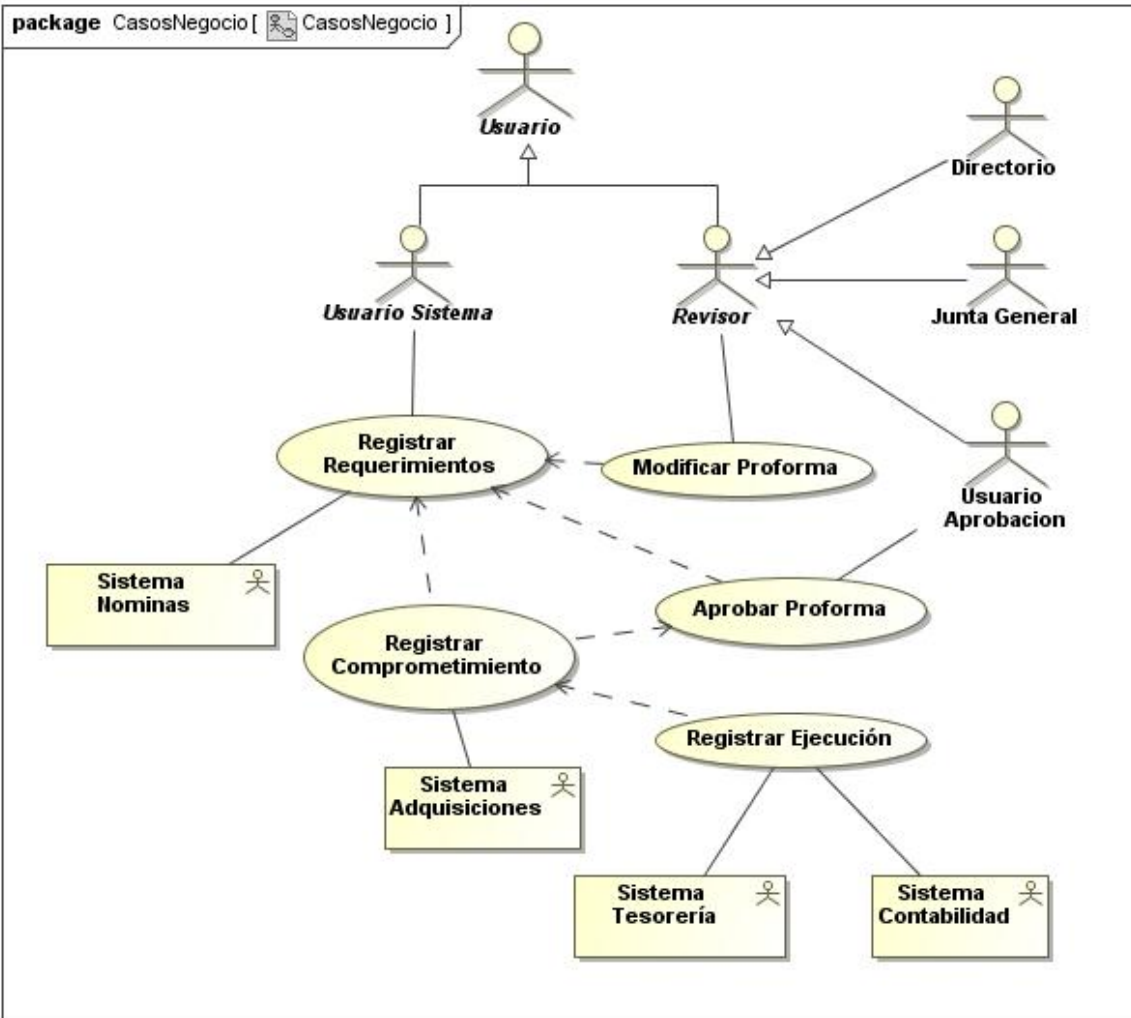 package CasosNegocio [ CasosNegocio ]
Usuario
Directorio
Usuario Sistema
Revisor
Junta General
Registrar
Requerimientos
Modificar Proforma
Usuario
Aprobacion
Sistema
Nominas
Aprobar Proforma
Registrar
Comprometimiento
Registrar Ejecución
Sistema
Adquisiciones
Sistema
Tesorería
Sistema
Contabilidad